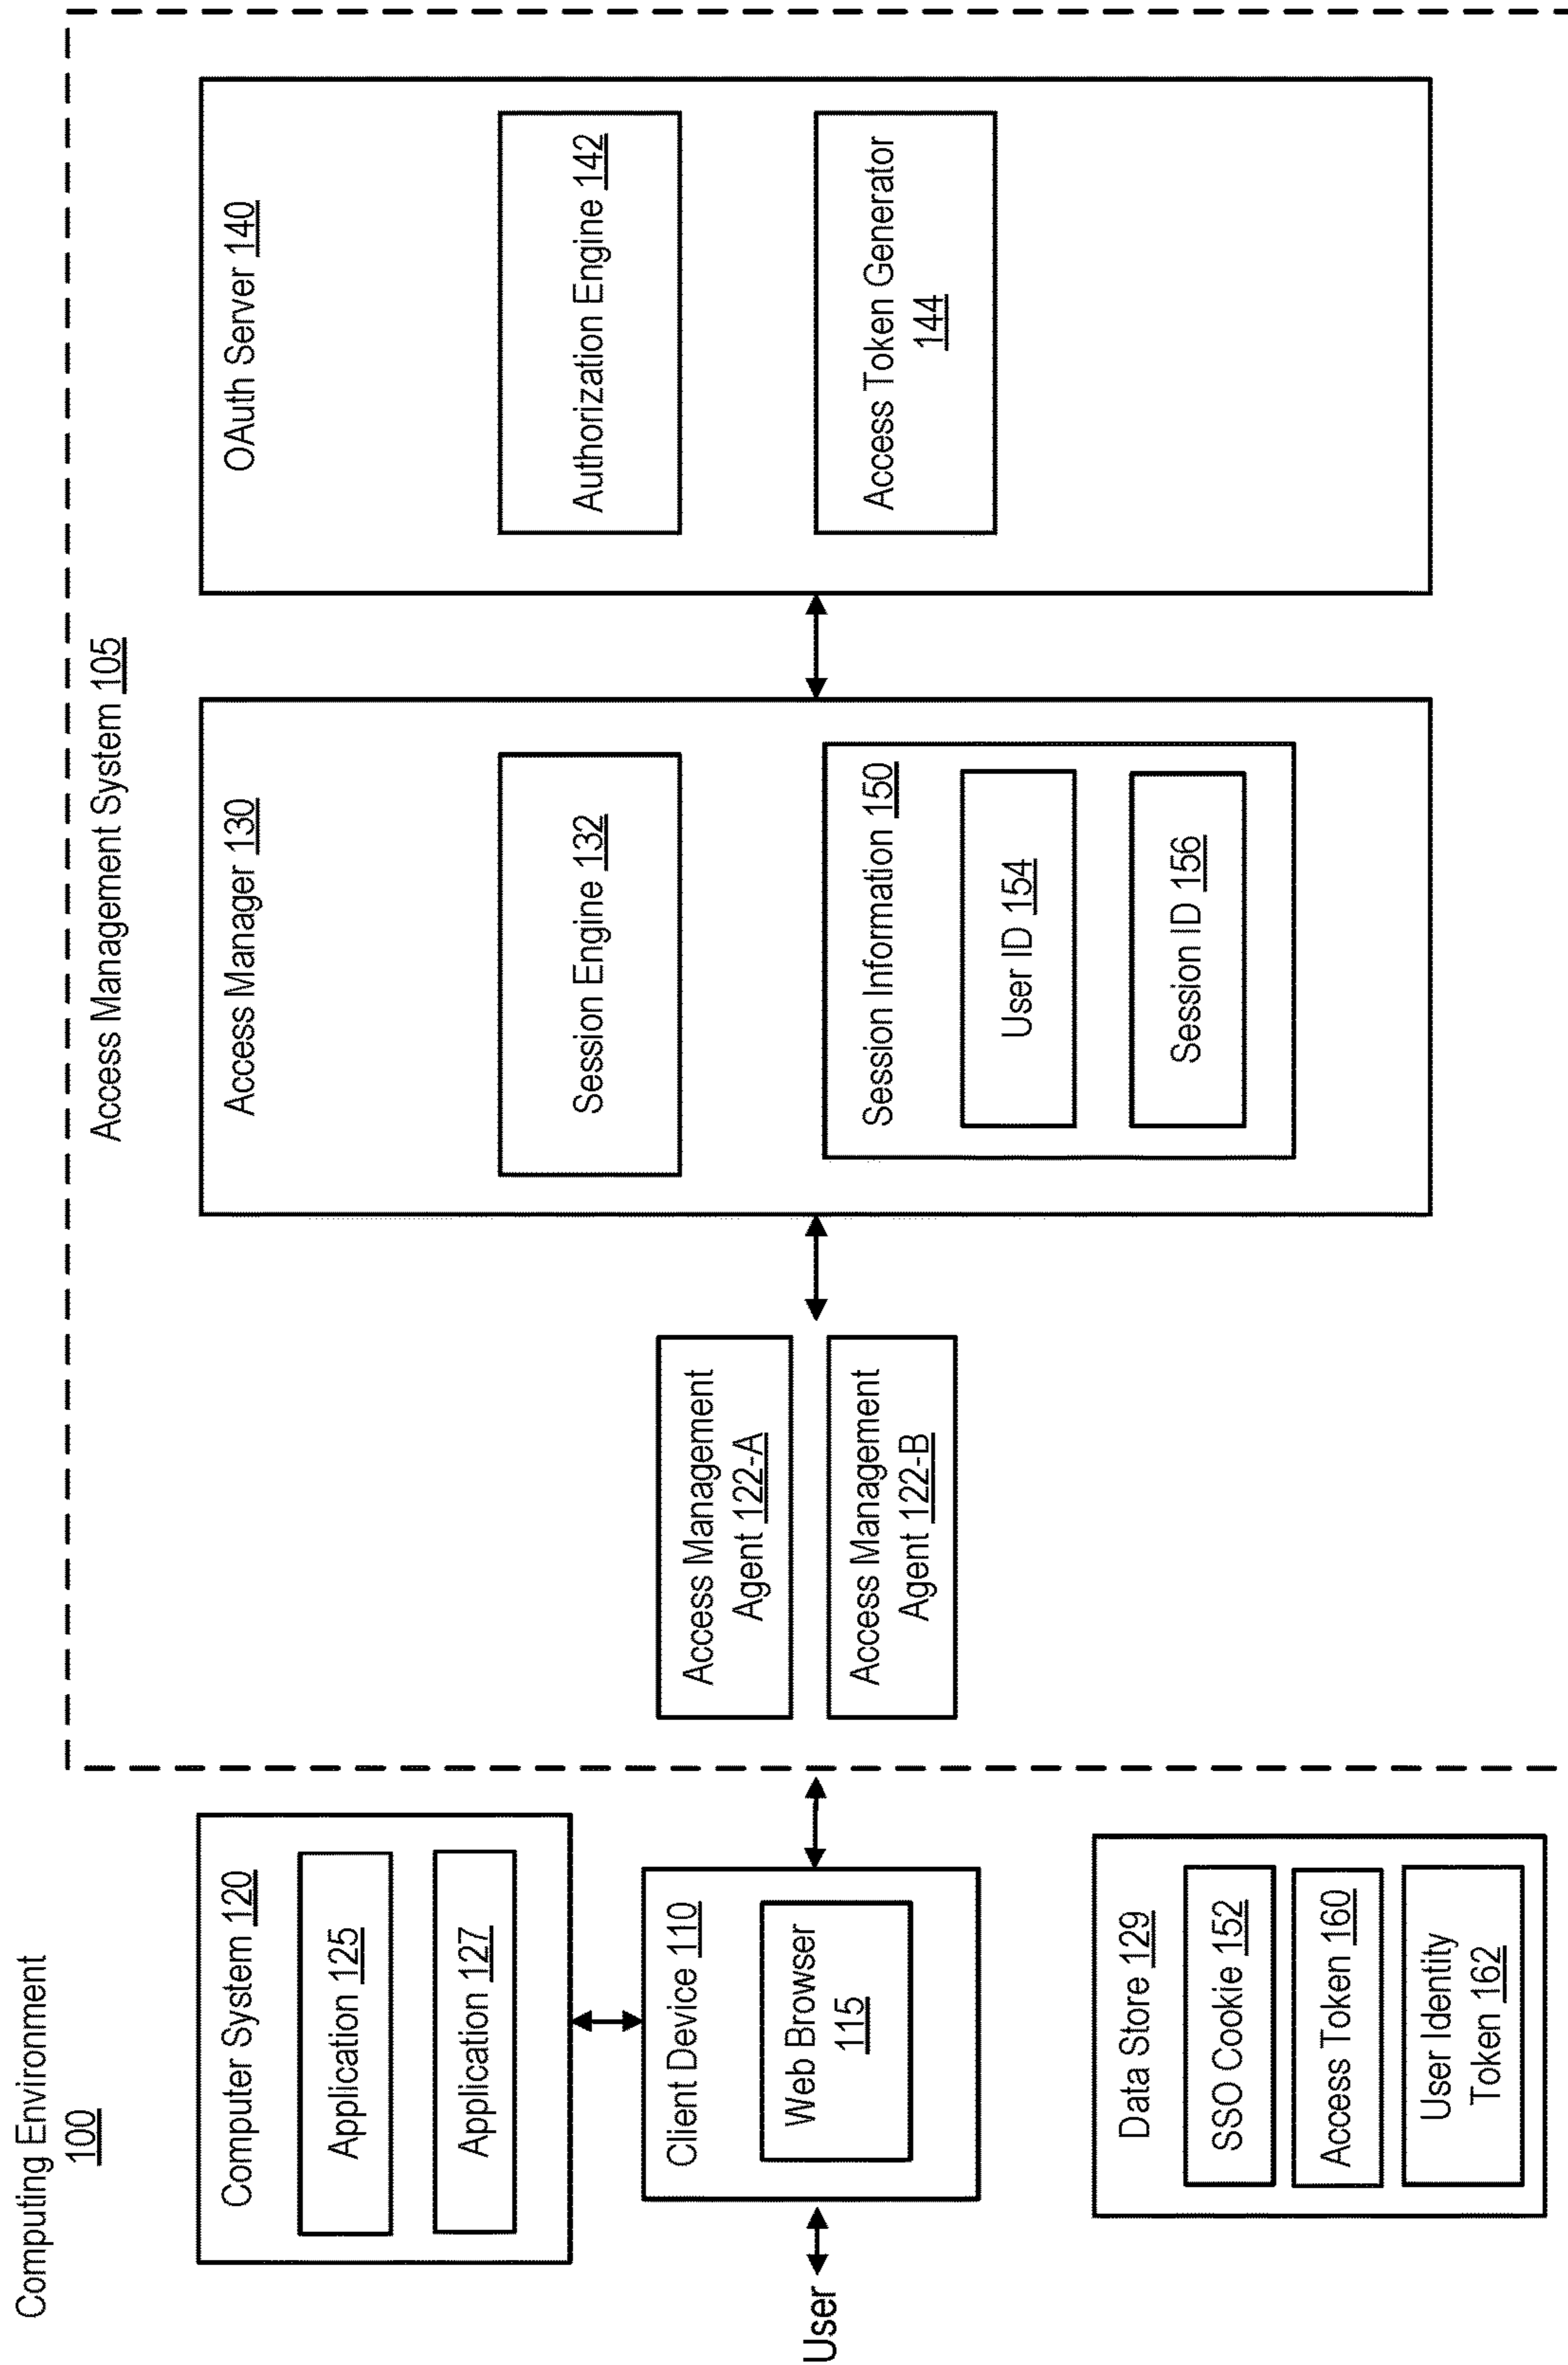 Computing Environment
100
Computer System 120
Application 125
Application 127
User
Client Device 110
Web Browser
115
Data Store 129
SSO Cookie 152
Access Token 160
User Identity
Token 162
Access Management System 105
Access Management
Agent 122-A
Access Management
Agent 122-B
Access Manager 130
Session Engine 132
Session Information 150
User ID 154
Session ID 156
OAuth Server 140
Authorization Engine 142
Access Token Generator
144